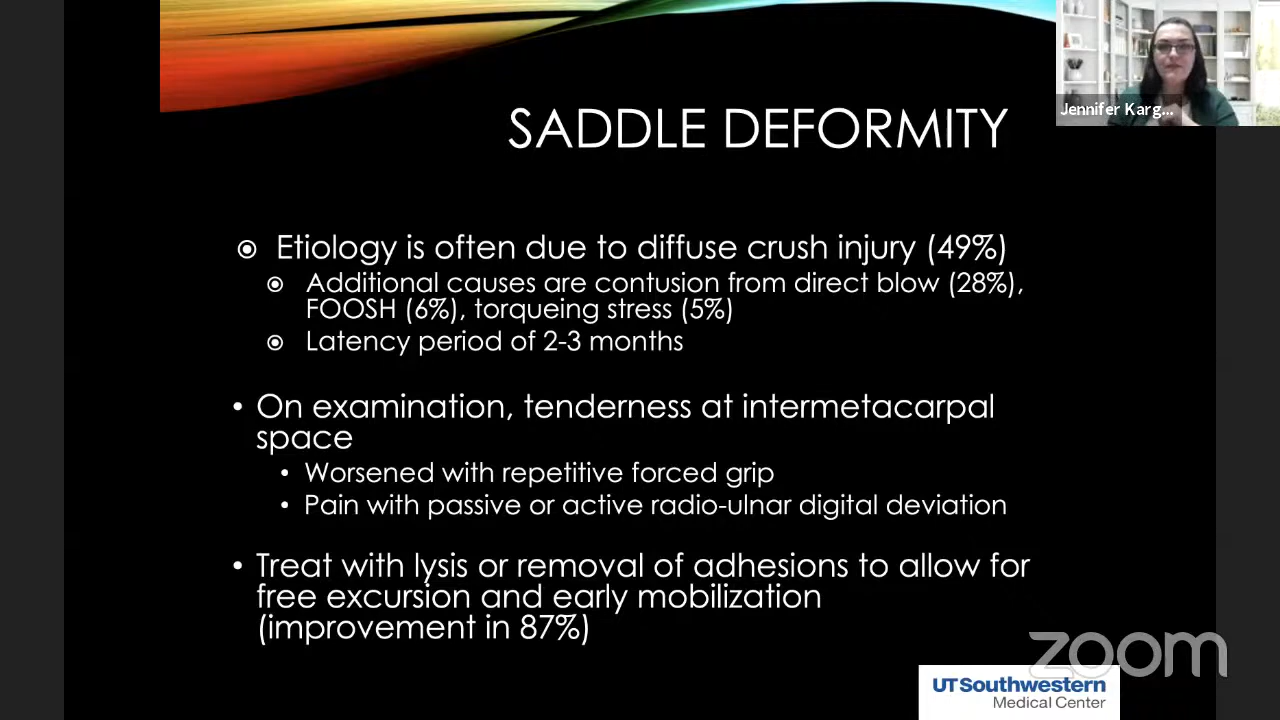 Jennifer Karg...
SADDLE DEFORMITY
Etiology is often due to diffuse crush injury (49%)
Additional causes are contusion from direct blow (28%),
FOOSH (6%), torqueing stress (5%)
Latency period of 2-3 months
On examination, tenderness at intermetacarpal
space
Worsened with repetitive forced grip
Pain with passive or active radio-ulnar digital deviation
Treat with lysis or removal of adhesions to allow for
free excursion and early mobilization
(improvement in 87%)
zoom
UTSouthwestern
Medical Center